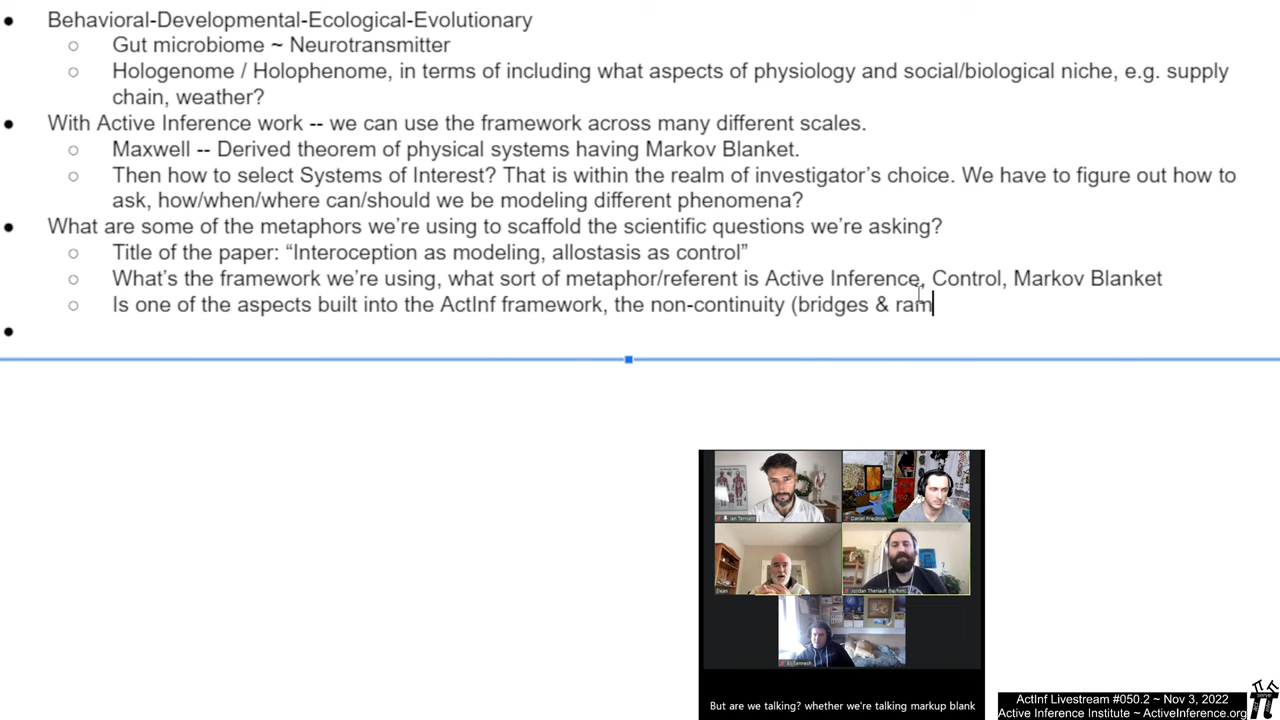 ● Behavioral-Developmental-Ecological-Evolutionary
○ Gut microbiome ~ Neurotransmitter
○ Hologenome / Holophenome, in terms of including what aspects of physiology and social/biological niche, e.g. supply
chain, weather?
● With Active Inference work -- we can use the framework across many different scales.
○ Maxwell -- Derived theorem of physical systems having Markov Blanket.
○ Then how to select Systems of Interest? That is within the realm of investigator's choice. We have to figure out how to
ask, how/when/where can/should we be modeling different phenomena?
● What are some of the metaphors we're using to scaffold the scientific questions we're asking?
○ Title of the paper: “Interoception as modeling, allostasis as control”
○ What's the framework we're using, what sort of metaphor/referent is Active Inference, Control, Markov Blanket
○ Is one of the aspects built into the ActInf framework, the non-continuity (bridges & ram
●
Daniel Friedman
Dean
Jordan Theriault (he/him)
But are we talking? whether we're talking markup blank
ActInf Livestream #050.2 ~ Nov 3, 2022
Active Inference Institute ~ ActiveInference.org